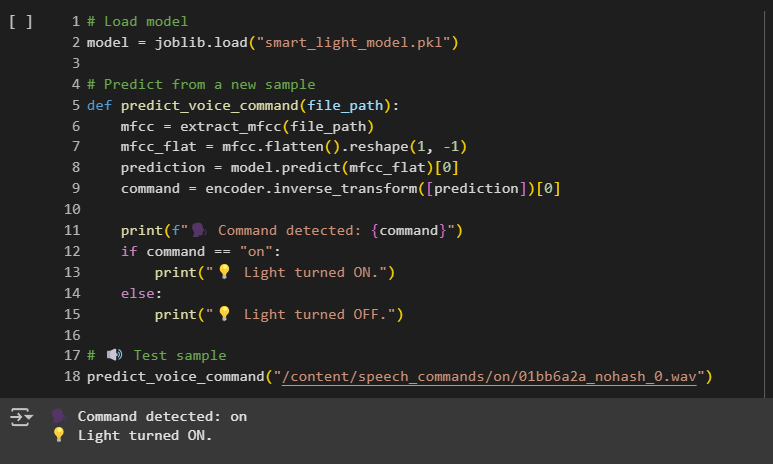 [ ]
1 # Load model
2 model = joblib.load("smart_light_model.pkl")
3
4 # Predict from a new sample
5 def predict_voice_command(file_path):
6     mfcc = extract_mfcc(file_path)
7     mfcc_flat = mfcc.flatten().reshape(1, -1)
8     prediction = model.predict(mfcc_flat)[0]
9     command = encoder.inverse_transform([prediction])[0]
10
11     print(f"🗣 Command detected: {command}")
12     if command == "on":
13         print("💡 Light turned ON.")
14     else:
15         print("💡 Light turned OFF.")
16
17 # 🔊 Test sample
18 predict_voice_command("/content/speech_commands/on/01bb6a2a_nohash_0.wav")
🗣 Command detected: on
💡 Light turned ON.